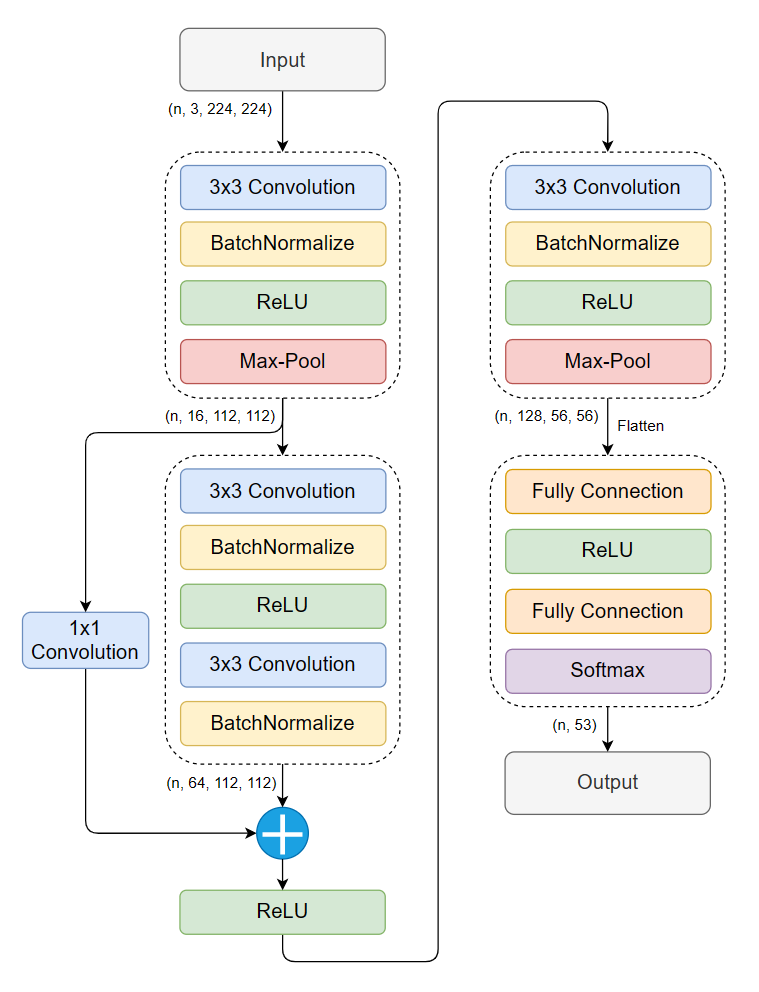 Input
(n, 3, 224, 224)
3x3 Convolution
BatchNormalize
ReLU
Max-Pool
(n, 16, 112, 112)
3x3 Convolution
BatchNormalize
ReLU
3x3 Convolution
BatchNormalize
1x1
Convolution
(n, 64, 112, 112)
ReLU
3x3 Convolution
BatchNormalize
ReLU
Max-Pool
(n, 128, 56, 56)
Flatten
Fully Connection
ReLU
Fully Connection
Softmax
(n, 53)
Output